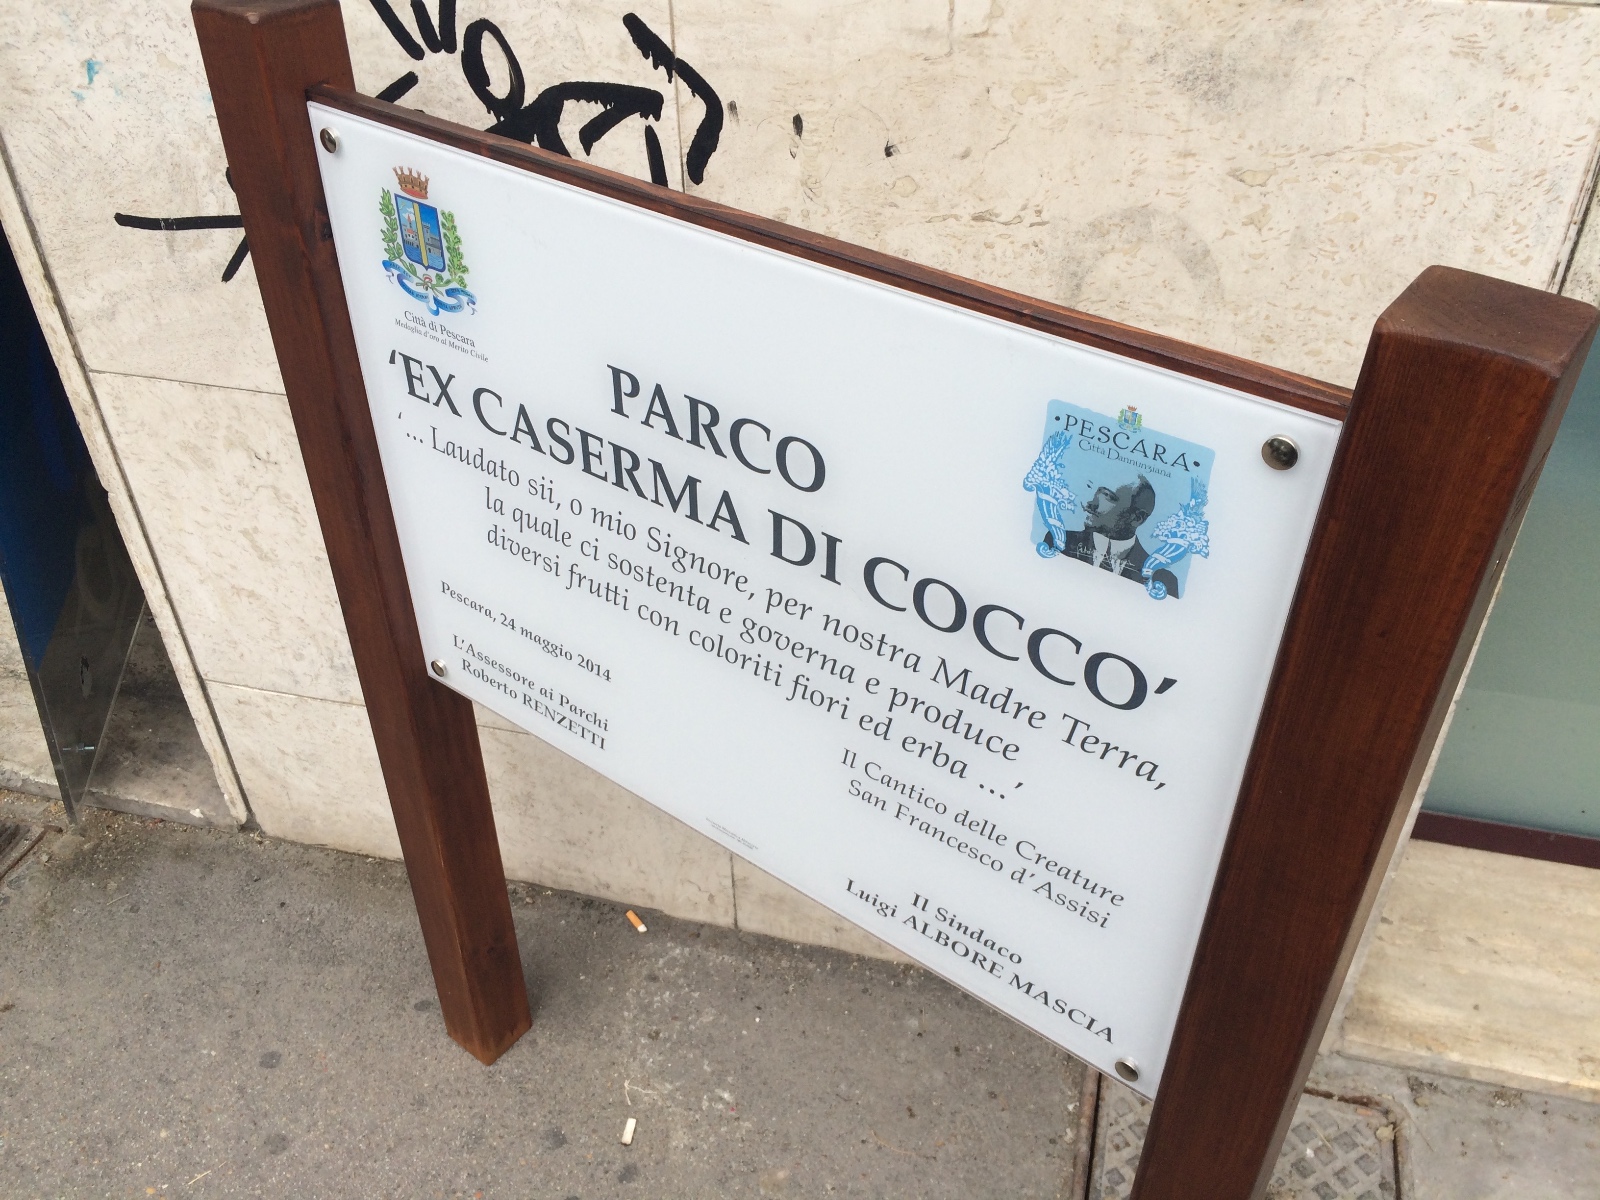 Città di Pescara
Medaglia d'oro al Merito Civile
PARCO
'EX CASERMA DI COCCO'
'... Laudato sii, o mio Signore, per nostra Madre Terra,
la quale ci sostenta e governa e produce
diversi frutti con coloriti fiori ed erba ...'
Il Cantico delle Creature
San Francesco d'Assisi
Pescara, 24 maggio 2014
L'Assessore ai Parchi
Roberto RENZETTI
Il Sindaco
Luigi ALBORE MASCIA
•PESCARA•
Città Dannunziana